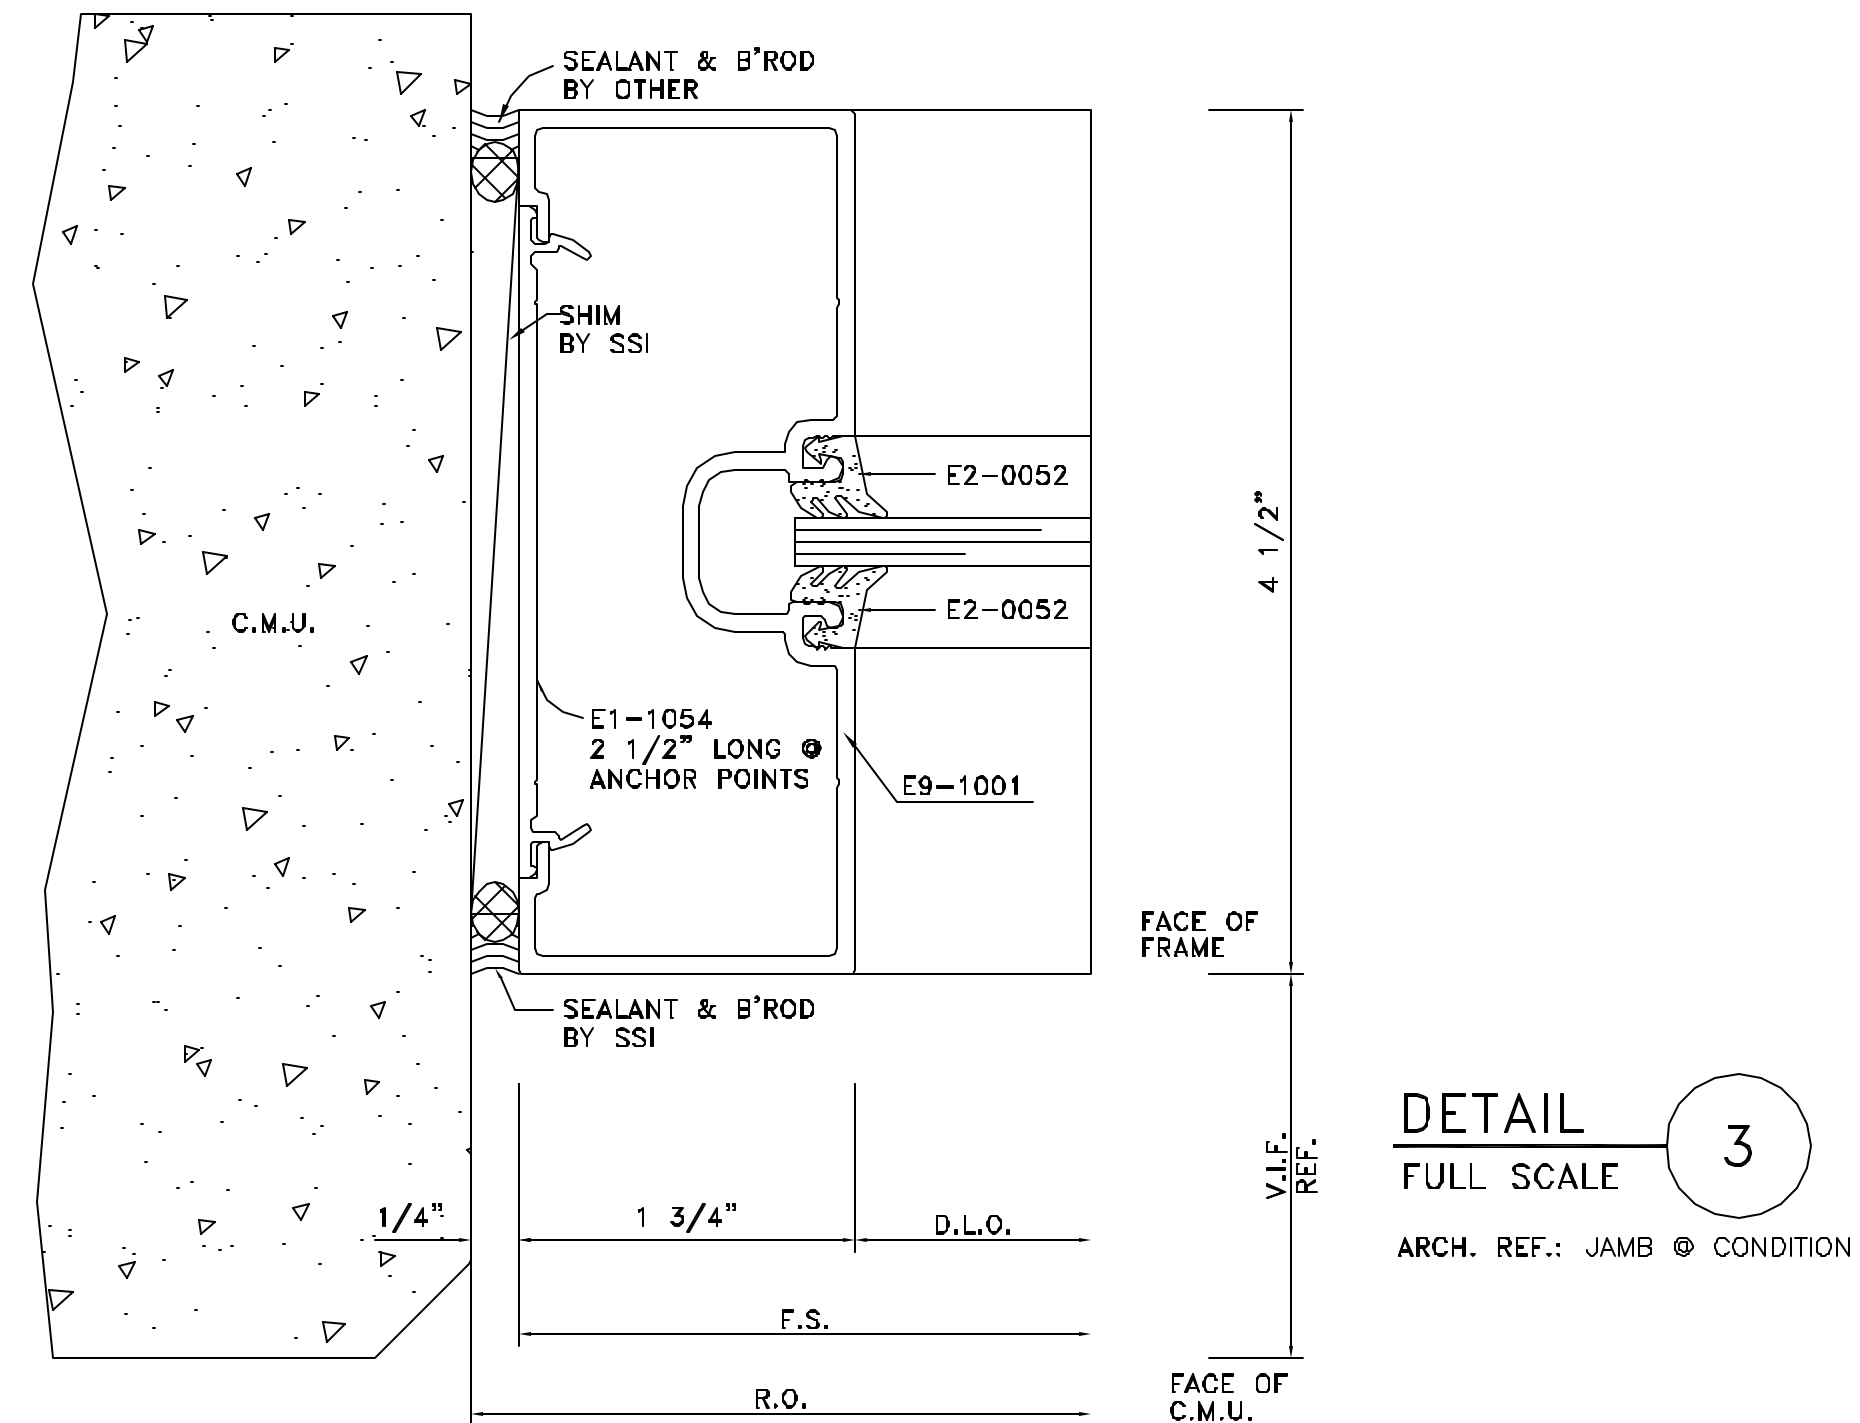 SEALANT & B'ROD
BY OTHER
SHIM
BY SSI
E2-0052
4 1/2"
E2-0052
C.M.U.
E1-1054
2 1/2" LONG @
ANCHOR POINTS
E9-1001
FACE OF
FRAME
SEALANT & B'ROD
BY SSI
DETAIL
3
FULL SCALE
V.I.F.
REF.
ARCH. REF.: JAMB @ CONDITION
1/4"
1 3/4"
D.L.O.
F.S.
R.O.
FACE OF
C.M.U.